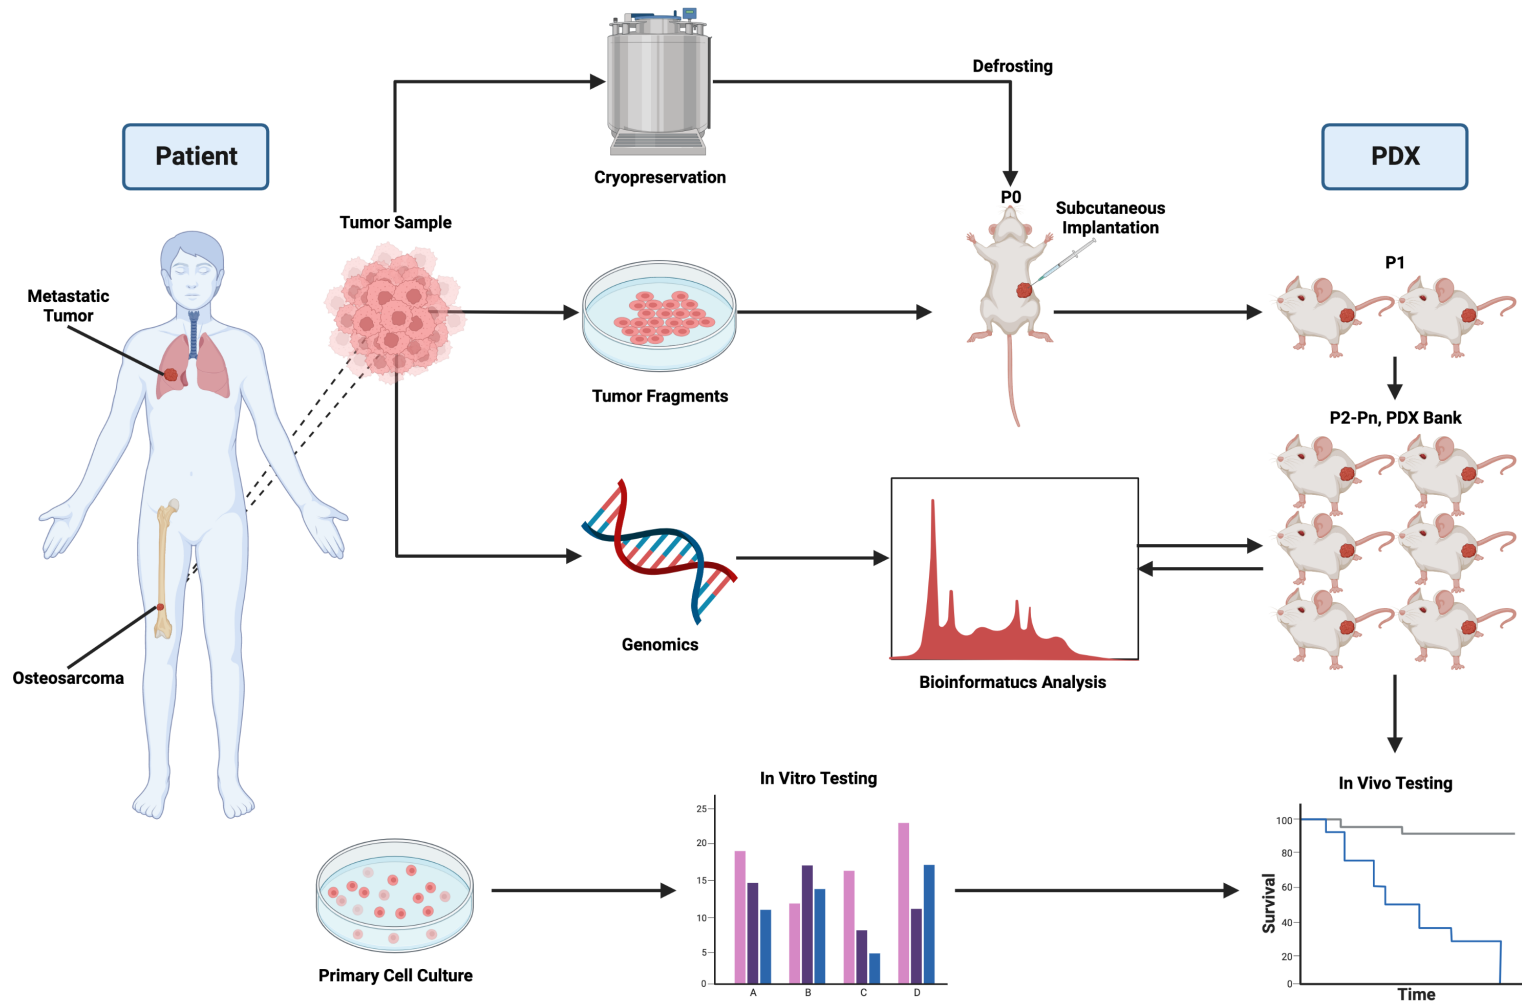 Defrosting
Patient
PDX
Cryopreservation
P0
Tumor Sample
Subcutaneous
Implantation
P1
Metastatic
Tumor
Tumor Fragments
P2-Pn, PDX Bank
Genomics
Osteosarcoma
Bioinformatucs Analysis
In Vitro Testing
In Vivo Testing
25
20
15
10
5
0
A B C D
100
80
60
40
20
0
Survival
Time
Primary Cell Culture